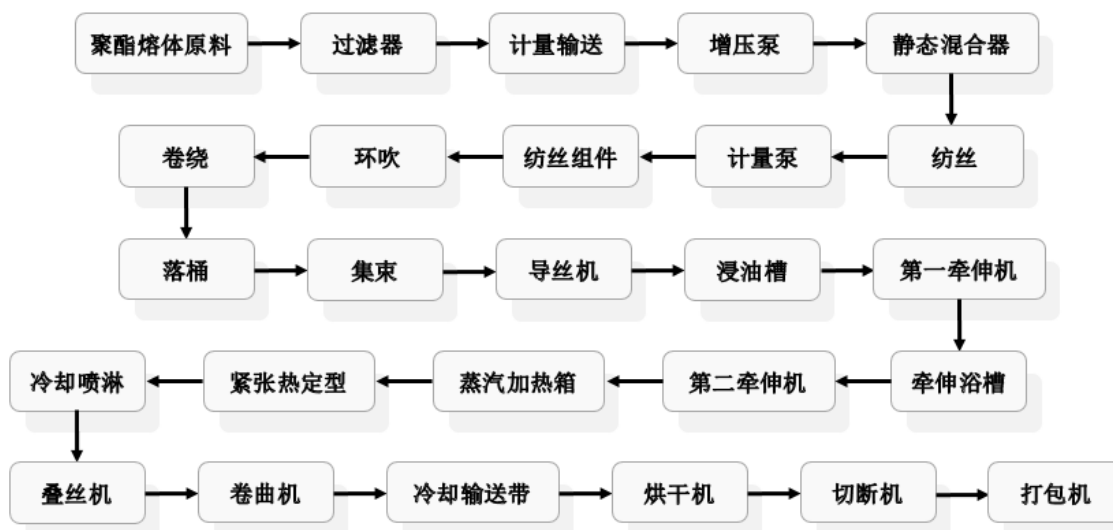 聚酯熔体原料
过滤器
计量输送
增压泵
静态混合器
纺丝
计量泵
纺丝组件
环吹
卷绕
落桶
集束
导丝机
浸油槽
第一牵伸机
牵伸浴槽
第二牵伸机
蒸汽加热箱
紧张热定型
冷却喷淋
叠丝机
卷曲机
冷却输送带
烘干机
切断机
打包机